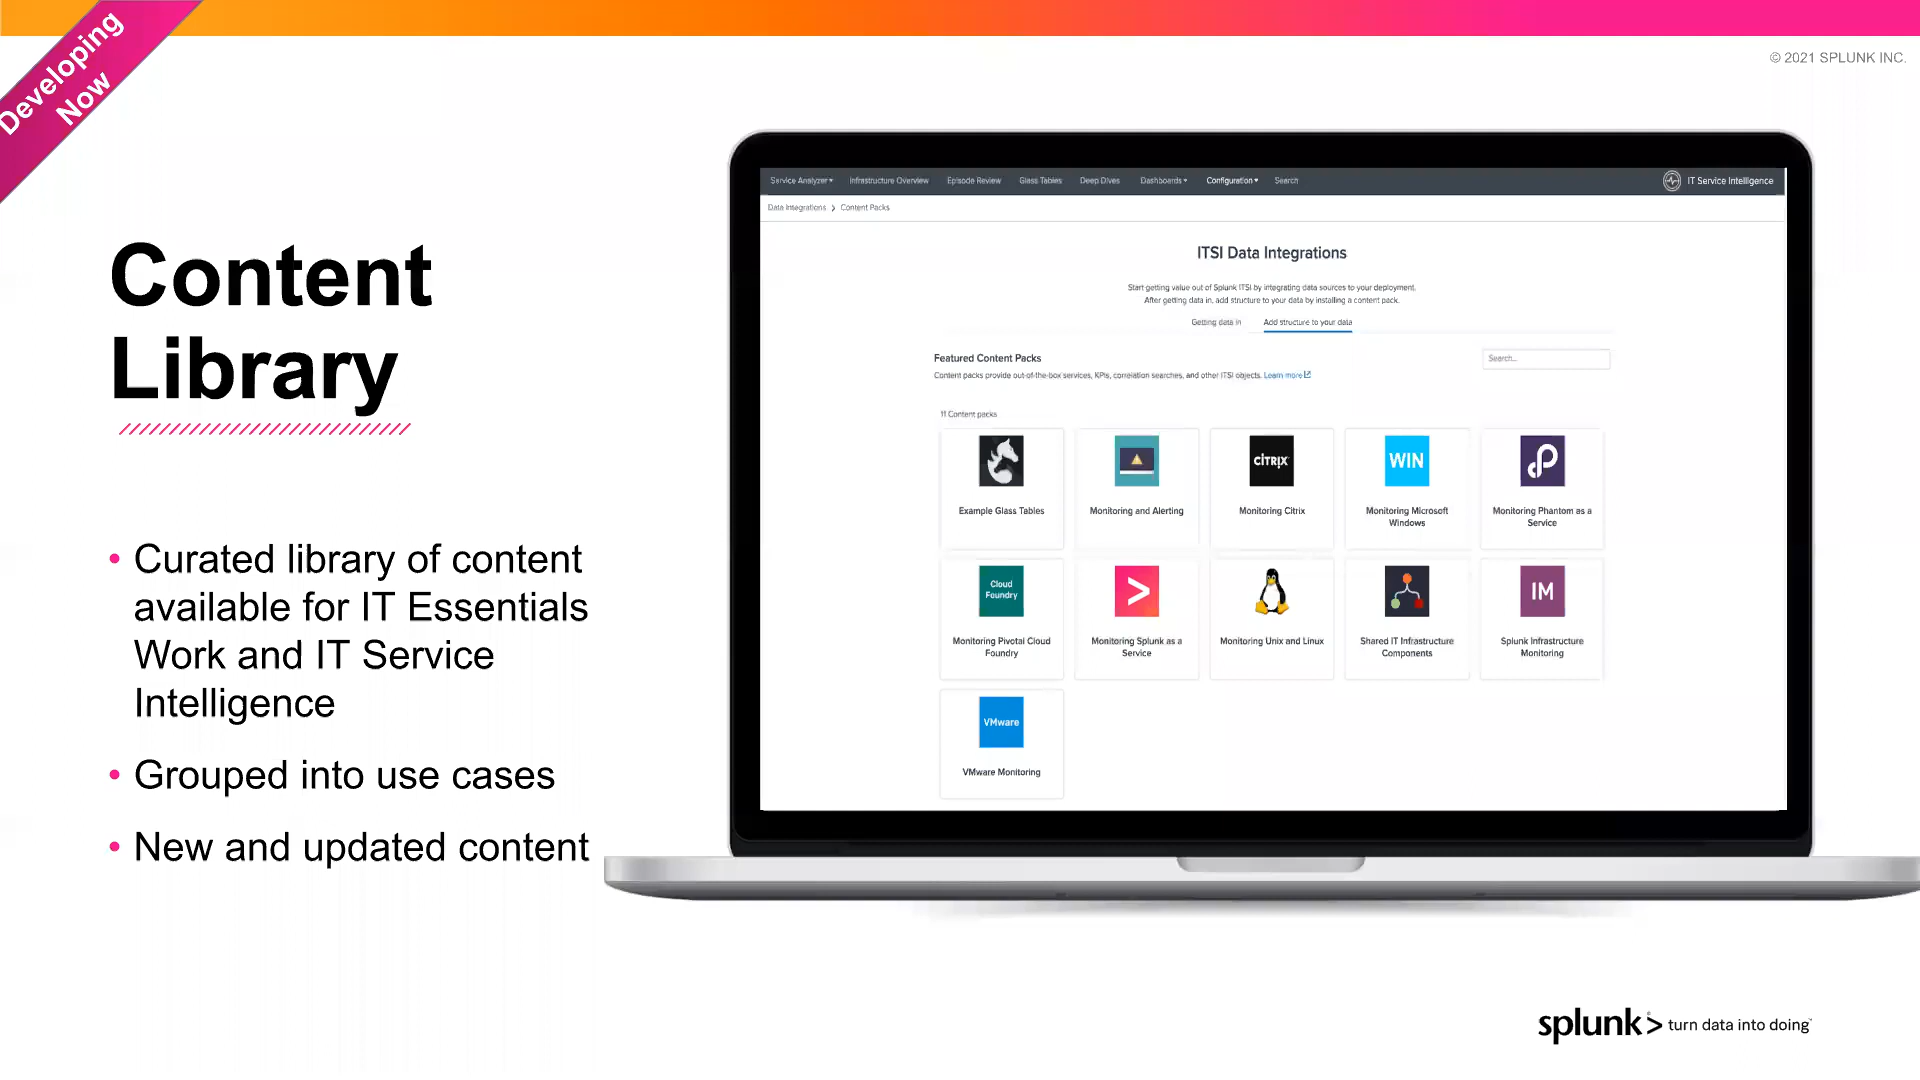 Developing
Now
© 2021 SPLUNK INC.
Content
Library
• Curated library of content
available for IT Essentials
Work and IT Service
Intelligence
• Grouped into use cases
• New and updated content
Service Analyzer Infrastructure Overview Episode Review Glass Tables Deep Dives Dashboards Configuration Search IT Service Intelligence
Data Integrations > Content Packs
ITSI Data Integrations
Start getting value out of Splunk ITSI by integrating data sources to your deployment.
After getting data in, add structure to your data by installing a content pack.
Getting data in Add structure to your data
Featured Content Packs
Search...
Content packs provide out-of-the-box services, KPIs, correlation searches, and other ITSI objects. Learn more
11 Content packs
CITRIX
WIN
Example Glass Tables
Monitoring and Alerting
Monitoring Citrix
Monitoring Microsoft
Windows
Monitoring Phantom as a
Service
Cloud
Foundry
IM
Monitoring Pivotal Cloud
Foundry
Monitoring Splunk as a
Service
Monitoring Unix and Linux
Shared IT Infrastructure
Components
Splunk Infrastructure
Monitoring
VMware
VMware Monitoring
splunk> turn data into doing™